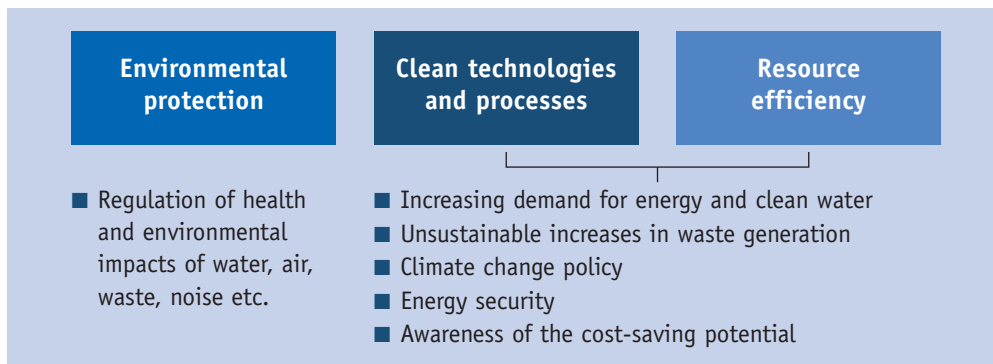 Environmental
protection
Clean technologies
and processes
Resource
efficiency
■ Regulation of health
and environmental
impacts of water, air,
waste, noise etc.
■ Increasing demand for energy and clean water
■ Unsustainable increases in waste generation
■ Climate change policy
■ Energy security
■ Awareness of the cost-saving potential